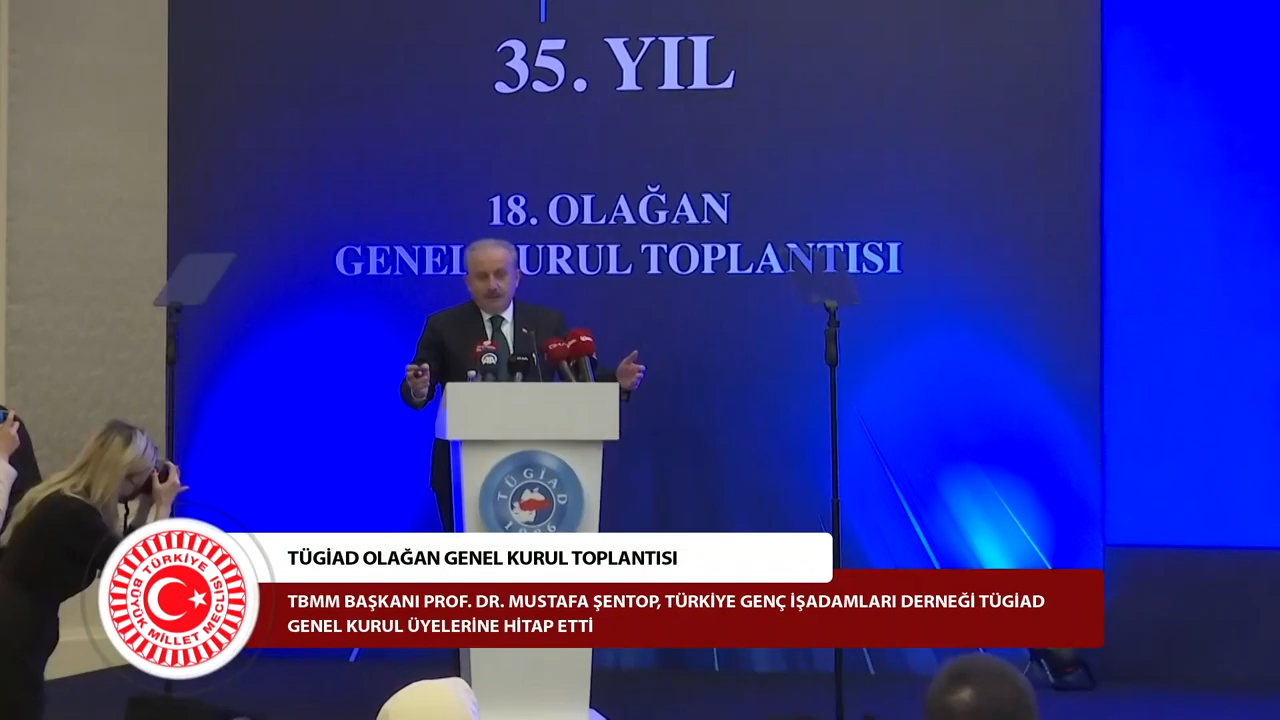 35. YIL
18. OLAĞAN
GENEL KURUL TOPLANTISI
TÜGİAD
TÜGİAD OLAĞAN GENEL KURUL TOPLANTISI
TÜRKİYE BÜYÜK MİLLET MECLİSİ
TBMM BAŞKANI PROF. DR. MUSTAFA ŞENTOP, TÜRKİYE GENÇ İŞADAMLARI DERNEĞİ TÜGİAD
GENEL KURUL ÜYELERİNE HİTAP ETTİ